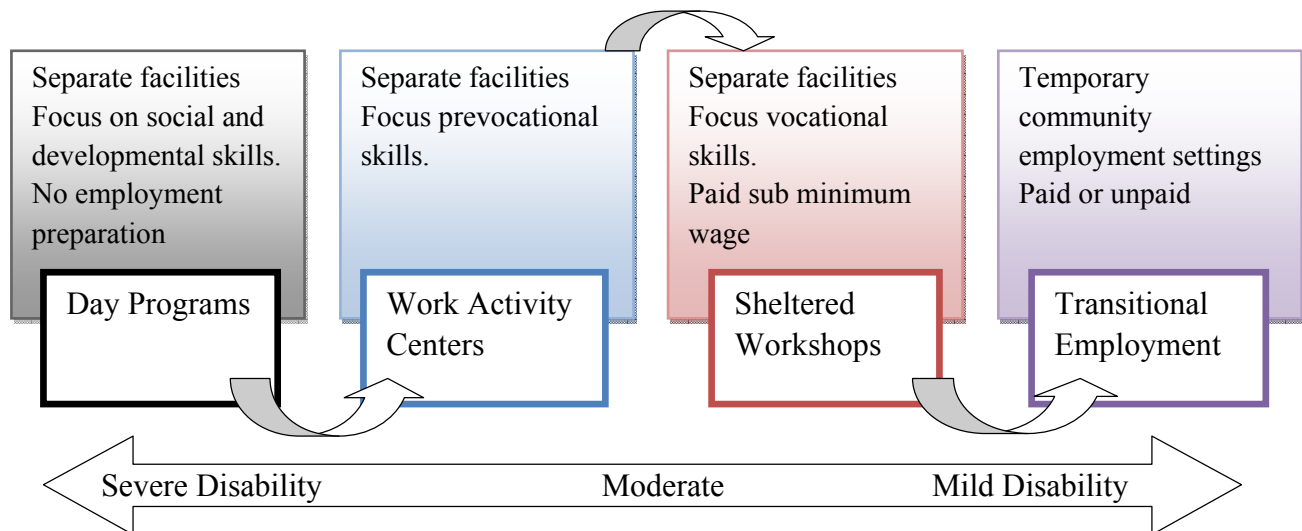 Separate facilities
Focus on social and
developmental skills.
No employment
preparation
Day Programs
Separate facilities
Focus prevocational
skills.
Work Activity
Centers
Separate facilities
Focus vocational
skills.
Paid sub minimum
wage
Sheltered
Workshops
Temporary
community
employment settings
Paid or unpaid
Transitional
Employment
Severe Disability
Moderate
Mild Disability